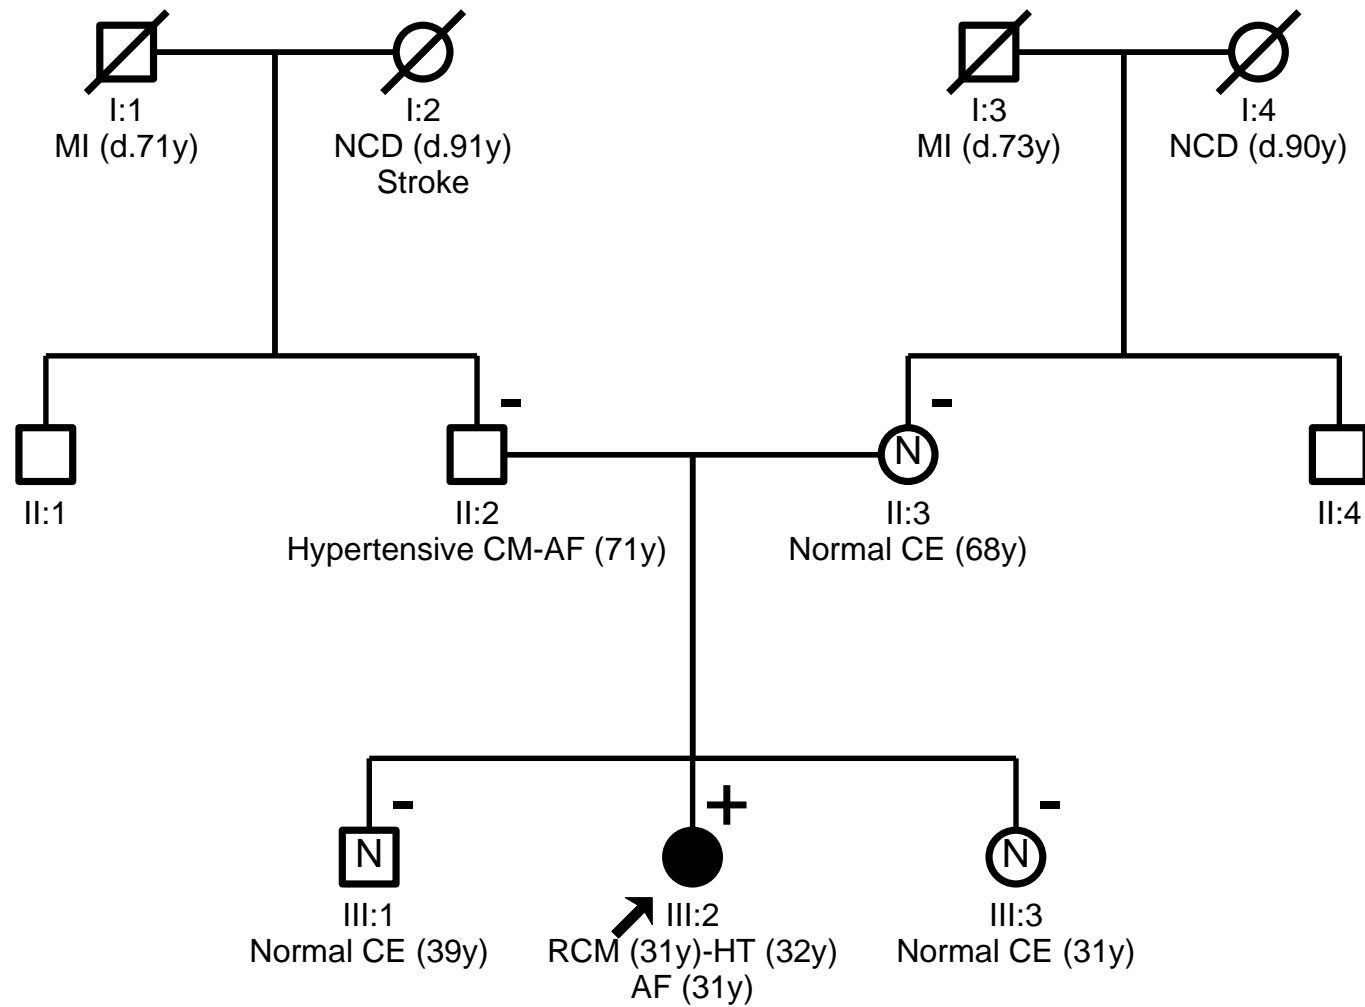 I:1
MI (d.71y)
I:2
NCD (d.91y)
Stroke
I:3
MI (d.73y)
I:4
NCD (d.90y)
II:1
-
II:2
Hypertensive CM-AF (71y)
-
N
II:3
Normal CE (68y)
II:4
-
N
III:1
Normal CE (39y)
+
III:2
RCM (31y)-HT (32y)
AF (31y)
-
N
III:3
Normal CE (31y)